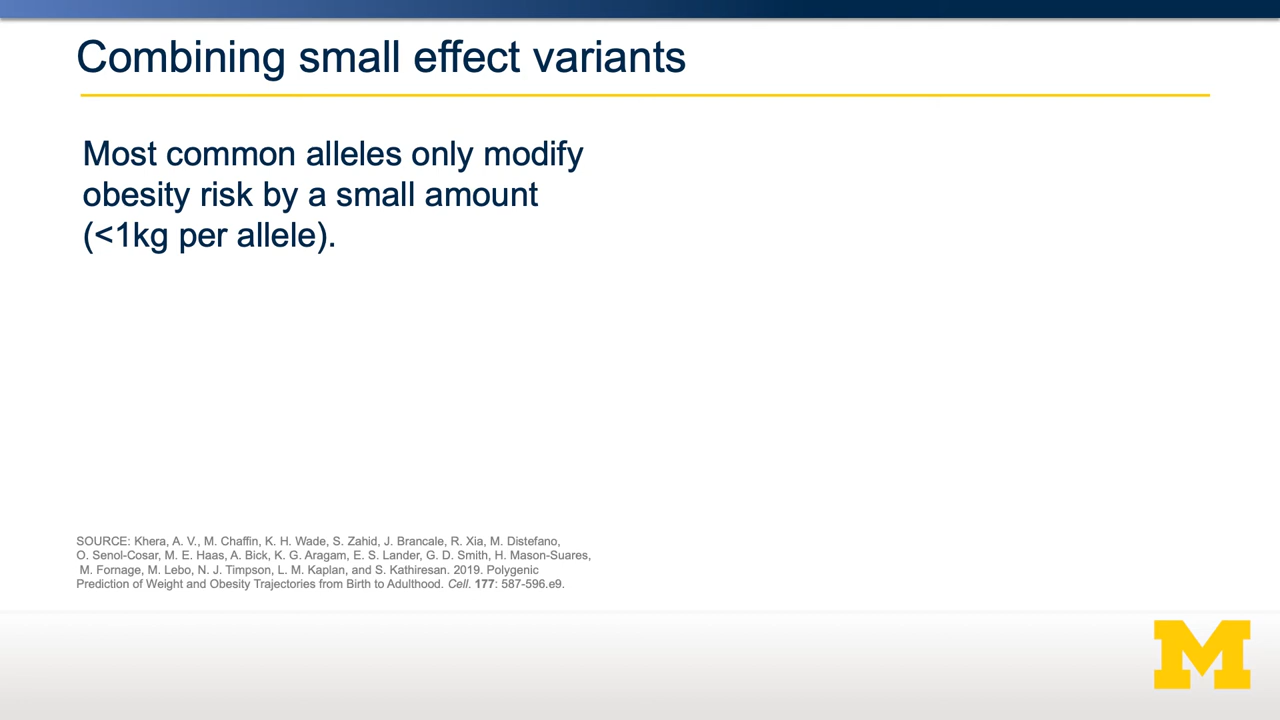 Combining small effect variants
Most common alleles only modify
obesity risk by a small amount
(<1kg per allele).
SOURCE: Khera, A. V., M. Chaffin, K. H. Wade, S. Zahid, J. Brancale, R. Xia, M. Distefano,
O. Senol-Cosar, M. E. Haas, A. Bick, K. G. Aragam, E. S. Lander, G. D. Smith, H. Mason-Suares,
M. Fornage, M. Lebo, N. J. Timpson, L. M. Kaplan, and S. Kathiresan. 2019. Polygenic
Prediction of Weight and Obesity Trajectories from Birth to Adulthood. Cell. 177: 587-596.e9.
M